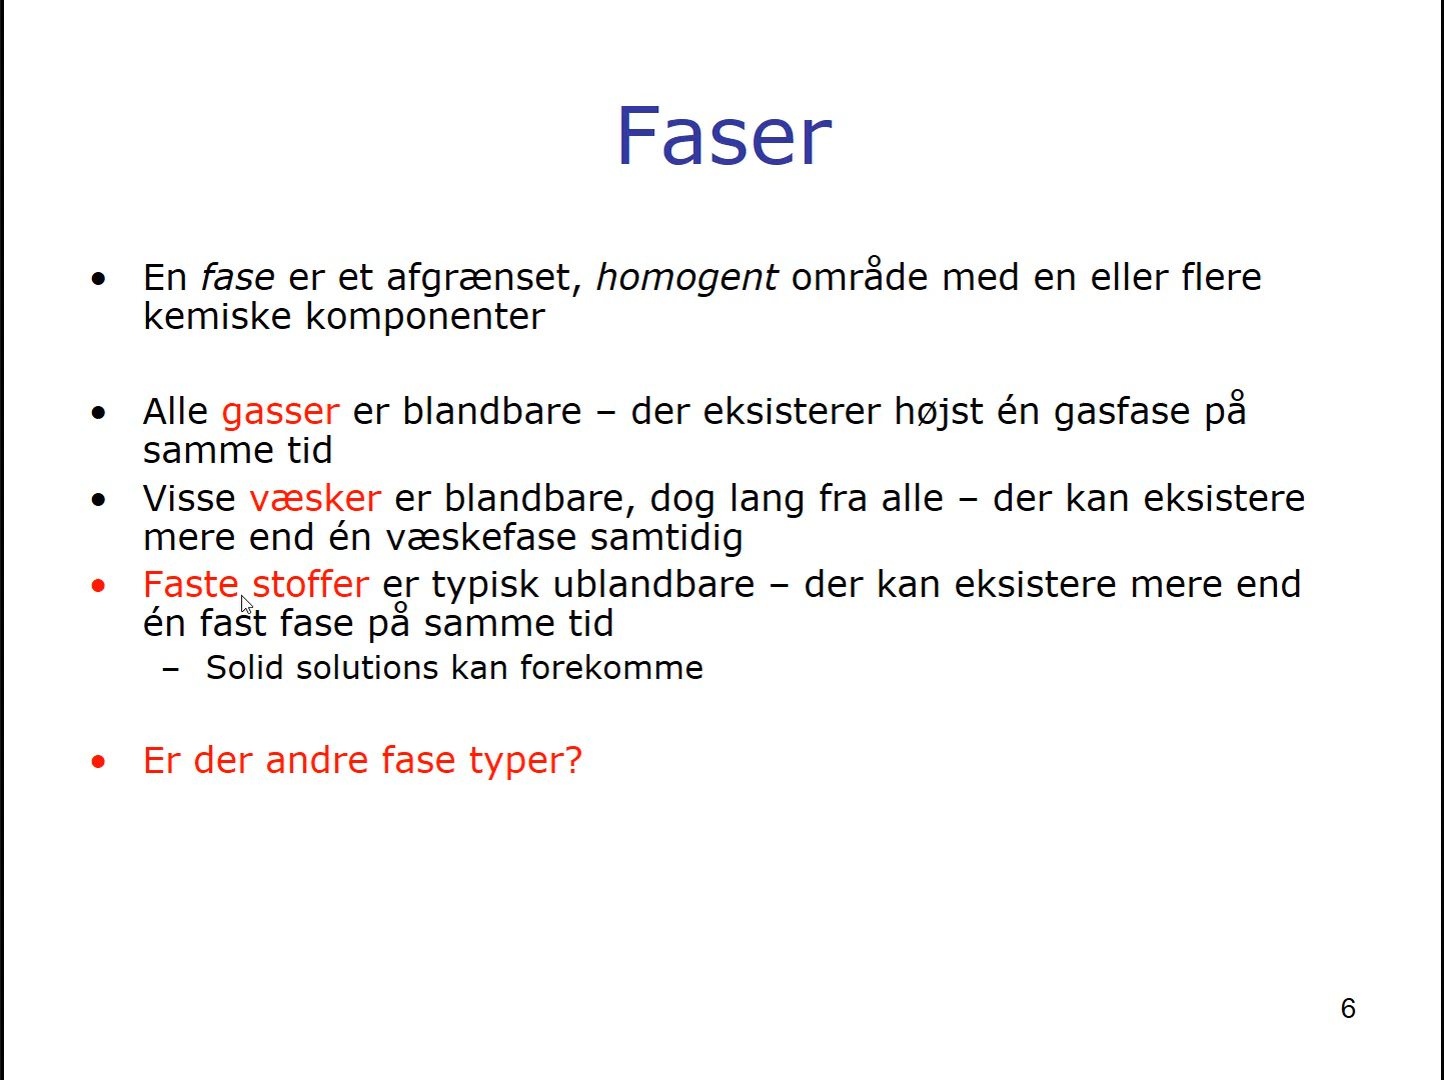 Faser
• En fase er et afgrænset, homogent område med en eller flere
kemiske komponenter
• Alle gasser er blandbare – der eksisterer højst én gasfase på
samme tid
• Visse væsker er blandbare, dog lang fra alle – der kan eksistere
mere end én væskefase samtidig
• Faste stoffer er typisk ublandbare – der kan eksistere mere end
én fast fase på samme tid
– Solid solutions kan forekomme
• Er der andre fase typer?
6